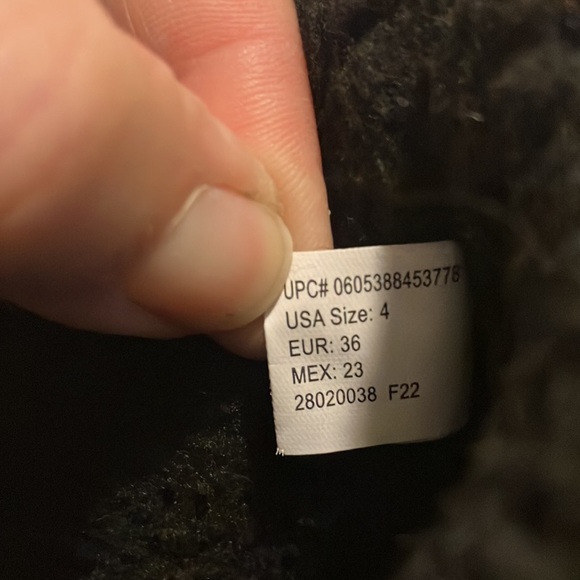 UPC# 0605388453778
USA Size: 4
EUR: 36
MEX: 23
28020038 F22